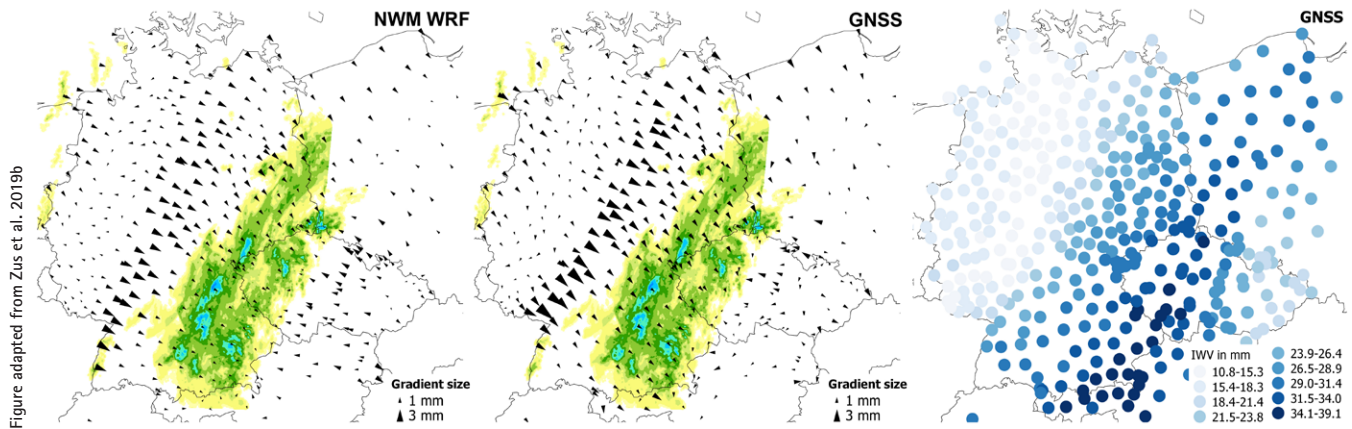 Figure adapted from Zus et al. 2019b
NWM WRF
Gradient size
1 mm
3 mm
GNSS
Gradient size
1 mm
3 mm
GNSS
IWV in mm
10.8-15.3
15.4-18.3
18.4-21.4
21.5-23.8
23.9-26.4
26.5-28.9
29.0-31.4
31.5-34.0
34.1-39.1